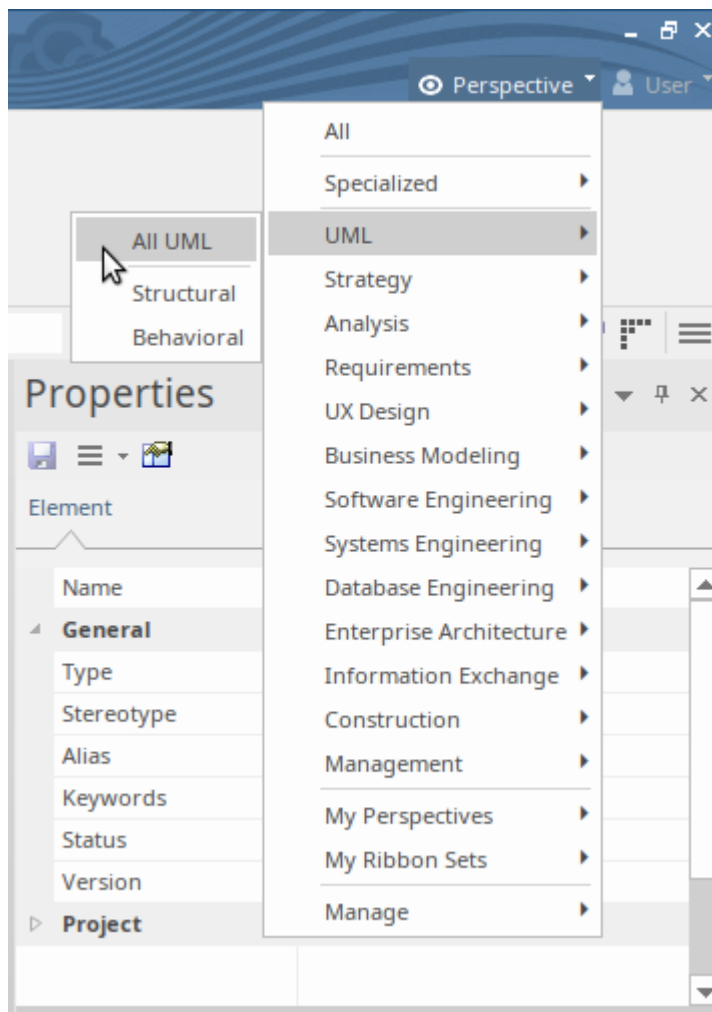 Perspective
User
All
Specialized
UML
All UML
Structural
Behavioral
Strategy
Analysis
Requirements
UX Design
Business Modeling
Software Engineering
Systems Engineering
Database Engineering
Enterprise Architecture
Information Exchange
Construction
Management
My Perspectives
My Ribbon Sets
Manage
Properties
Element
Name
General
Type
Stereotype
Alias
Keywords
Status
Version
Project